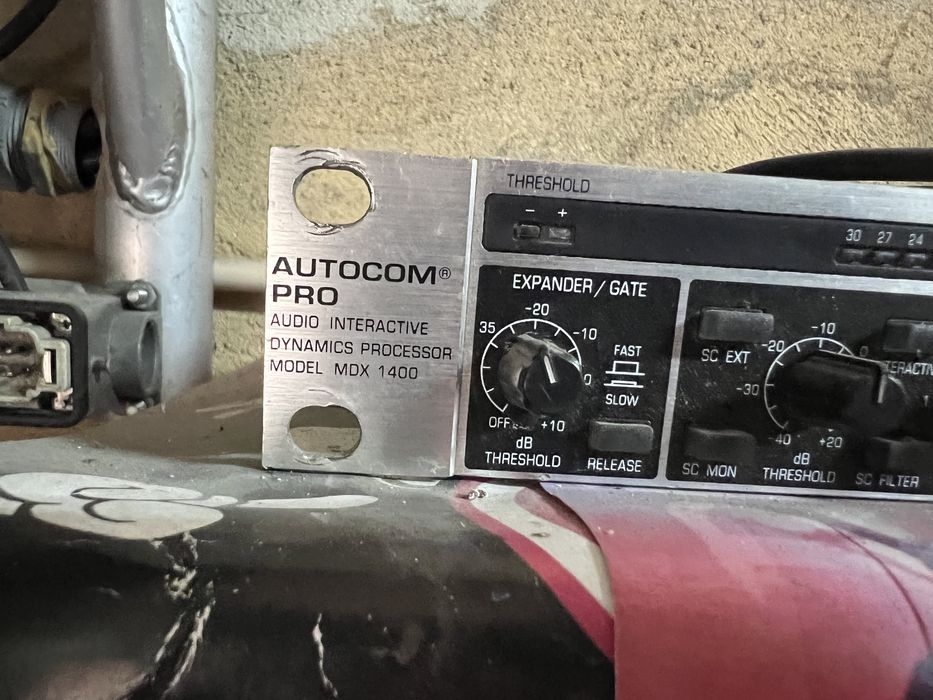 THRESHOLD
- +
30 27 24
AUTOCOM®
PRO
AUDIO INTERACTIVE
DYNAMICS PROCESSOR
MODEL MDX 1400
EXPANDER / GATE
-20
35 -10
0
OFF +10
dB
THRESHOLD
FAST
SLOW
RELEASE
SC EXT
SC MON
-10
-20 0
-30
-40 +20
dB
THRESHOLD
SC FILTER